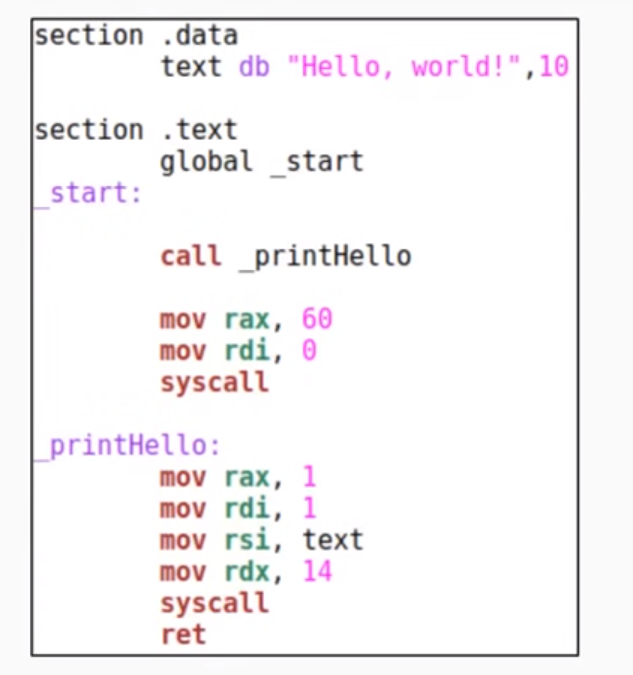 section .data
        text db "Hello, world!",10
section .text
        global _start
_start:
        call _printHello
        mov rax, 60
        mov rdi, 0
        syscall
_printHello:
        mov rax, 1
        mov rdi, 1
        mov rsi, text
        mov rdx, 14
        syscall
        ret